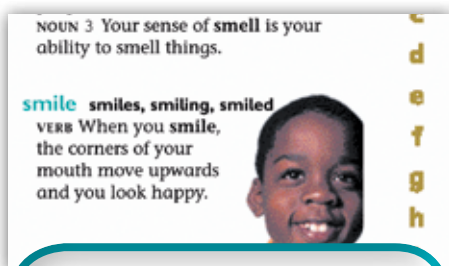 NOUN 3 Your sense of smell is your
ability to smell things.
smile smiles, smiling, smiled
VERB When you smile,
the corners of your
mouth move upwards
and you look happy.
c
d
e
f
g
h